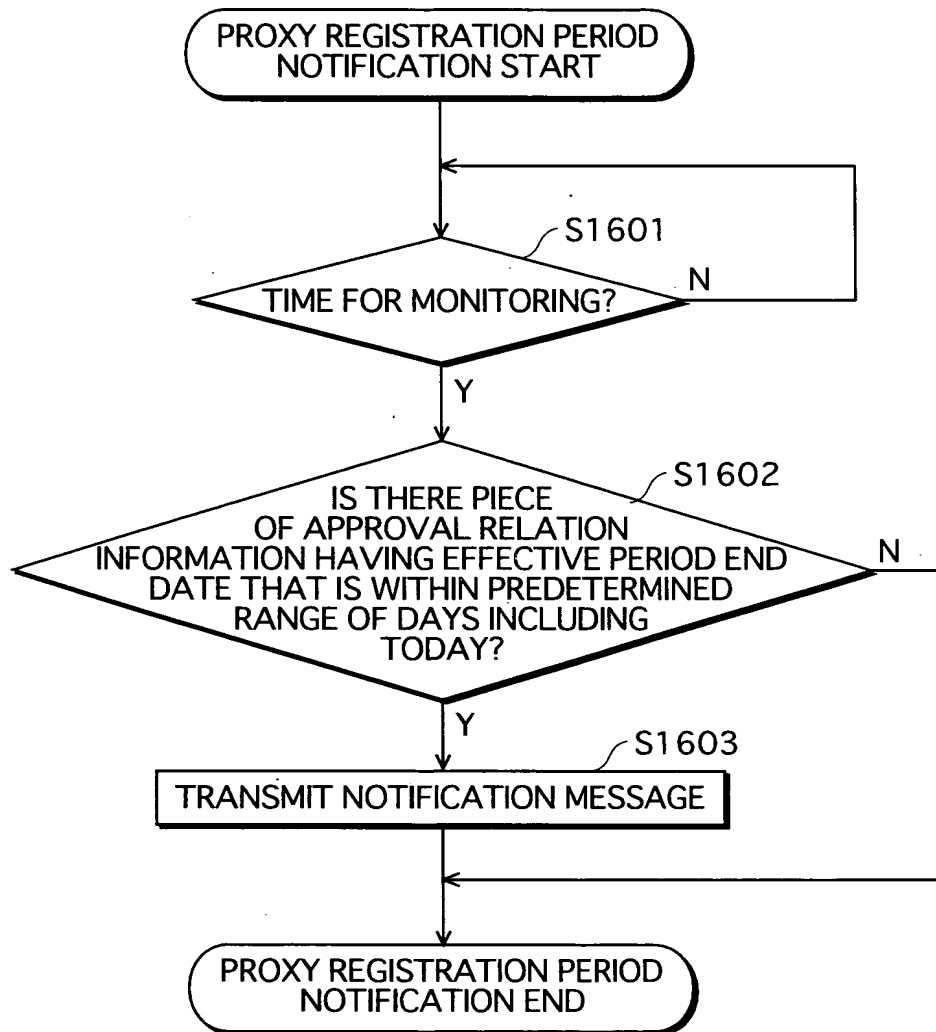 PROXY REGISTRATION PERIOD
NOTIFICATION START
S1601
TIME FOR MONITORING?
N
Y
S1602
IS THERE PIECE
OF APPROVAL RELATION
INFORMATION HAVING EFFECTIVE PERIOD END
DATE THAT IS WITHIN PREDETERMINED
RANGE OF DAYS INCLUDING
TODAY?
N
Y
S1603
TRANSMIT NOTIFICATION MESSAGE
PROXY REGISTRATION PERIOD
NOTIFICATION END